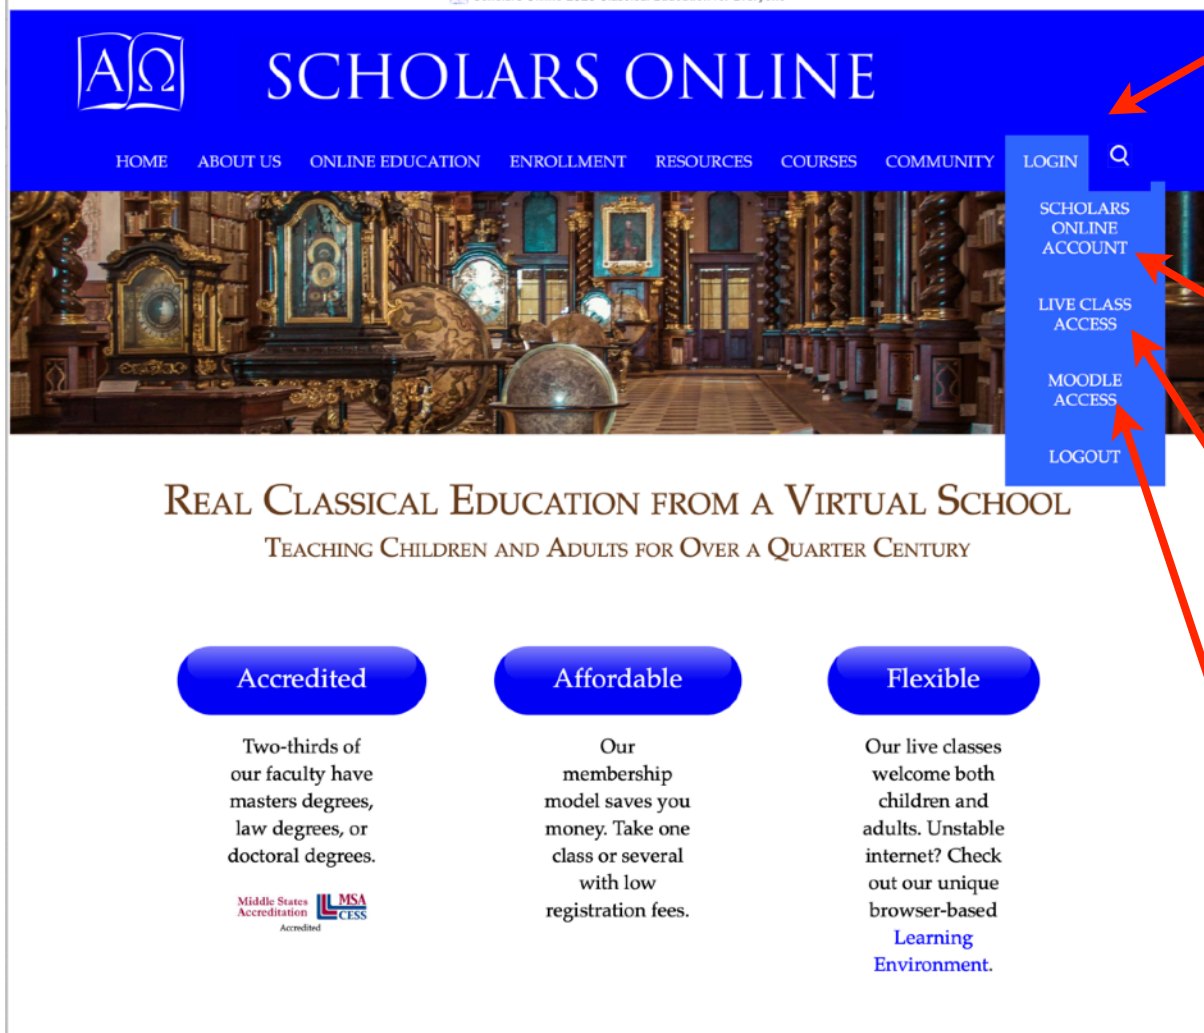 ΑΩ
SCHOLARS ONLINE
HOME ABOUT US ONLINE EDUCATION ENROLLMENT RESOURCES COURSES COMMUNITY LOGIN
SCHOLARS
ONLINE
ACCOUNT
LIVE CLASS
ACCESS
MOODLE
ACCESS
LOGOUT
REAL CLASSICAL EDUCATION FROM A VIRTUAL SCHOOL
TEACHING CHILDREN AND ADULTS FOR OVER A QUARTER CENTURY
Accredited
Two-thirds of
our faculty have
masters degrees,
law degrees, or
doctoral degrees.
Middle States
Accreditation
MSA
CESS
Accredited
Affordable
Our
membership
model saves you
money. Take one
class or several
with low
registration fees.
Flexible
Our live classes
welcome both
children and
adults. Unstable
internet? Check
out our unique
browser-based
Learning
Environment.